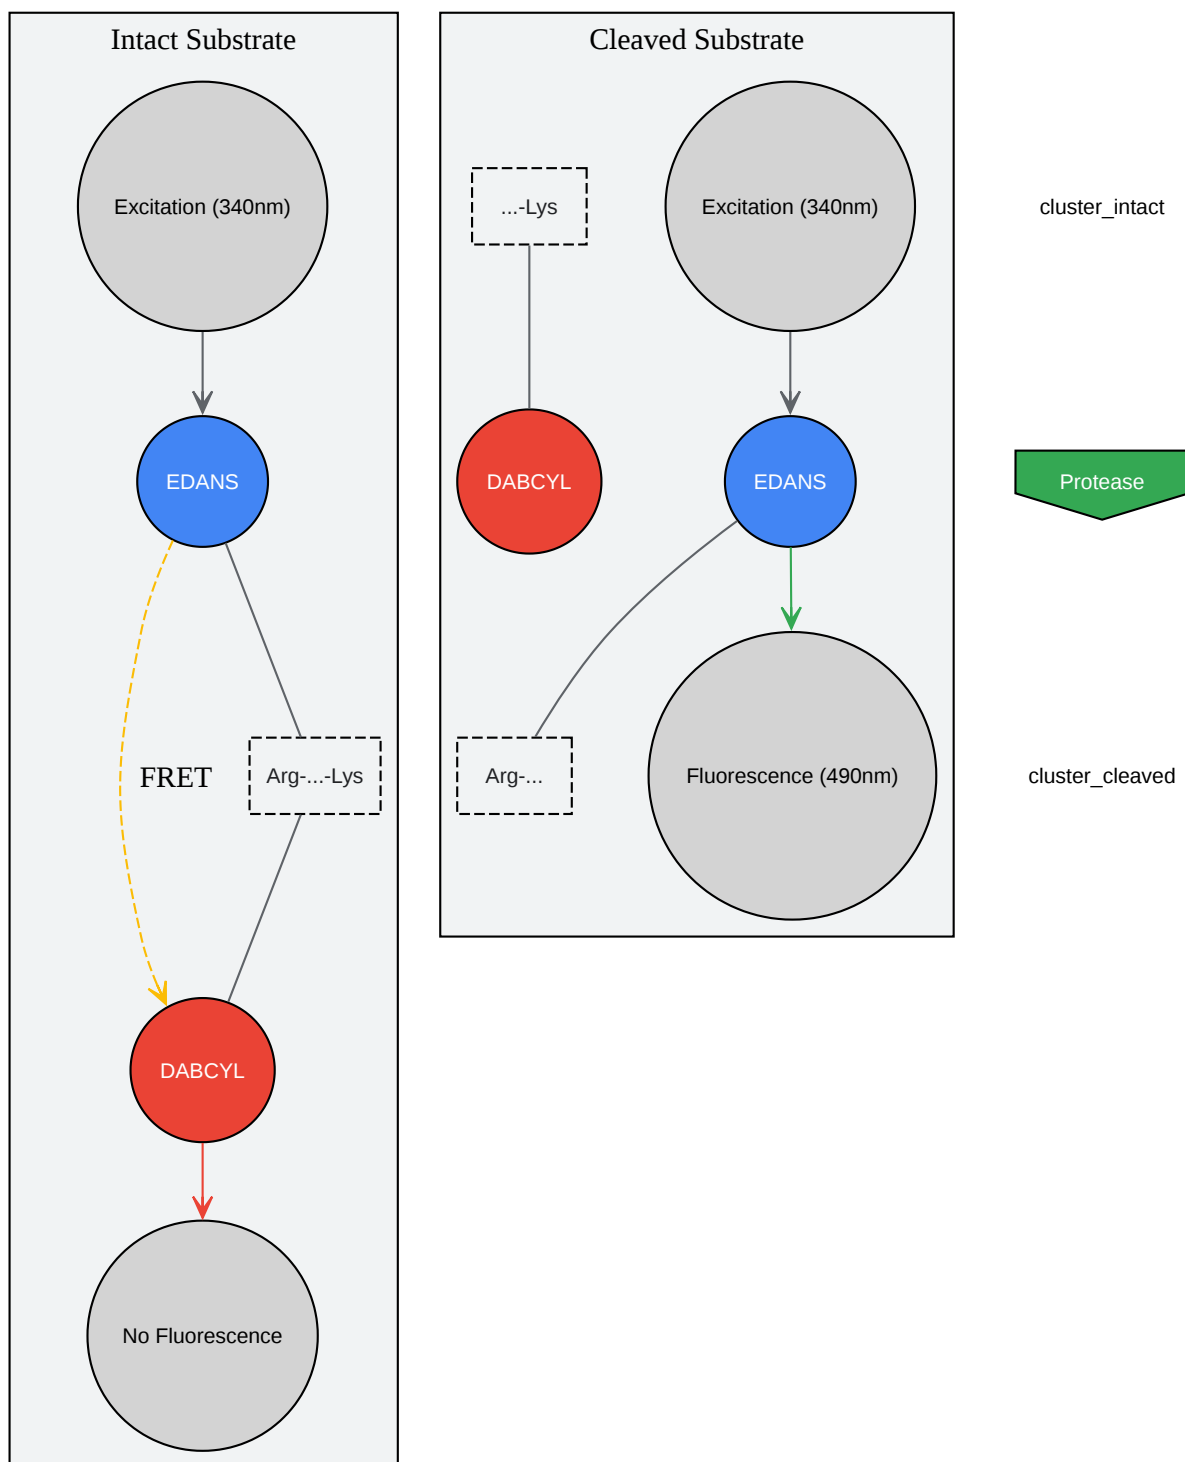 Intact Substrate
Excitation (340nm)
EDANS
FRET
Arg-...-Lys
DABCYL
No Fluorescence
Cleaved Substrate
...-Lys
Excitation (340nm)
DABCYL
EDANS
Arg-...
Fluorescence (490nm)
cluster_intact
Protease
cluster_cleaved